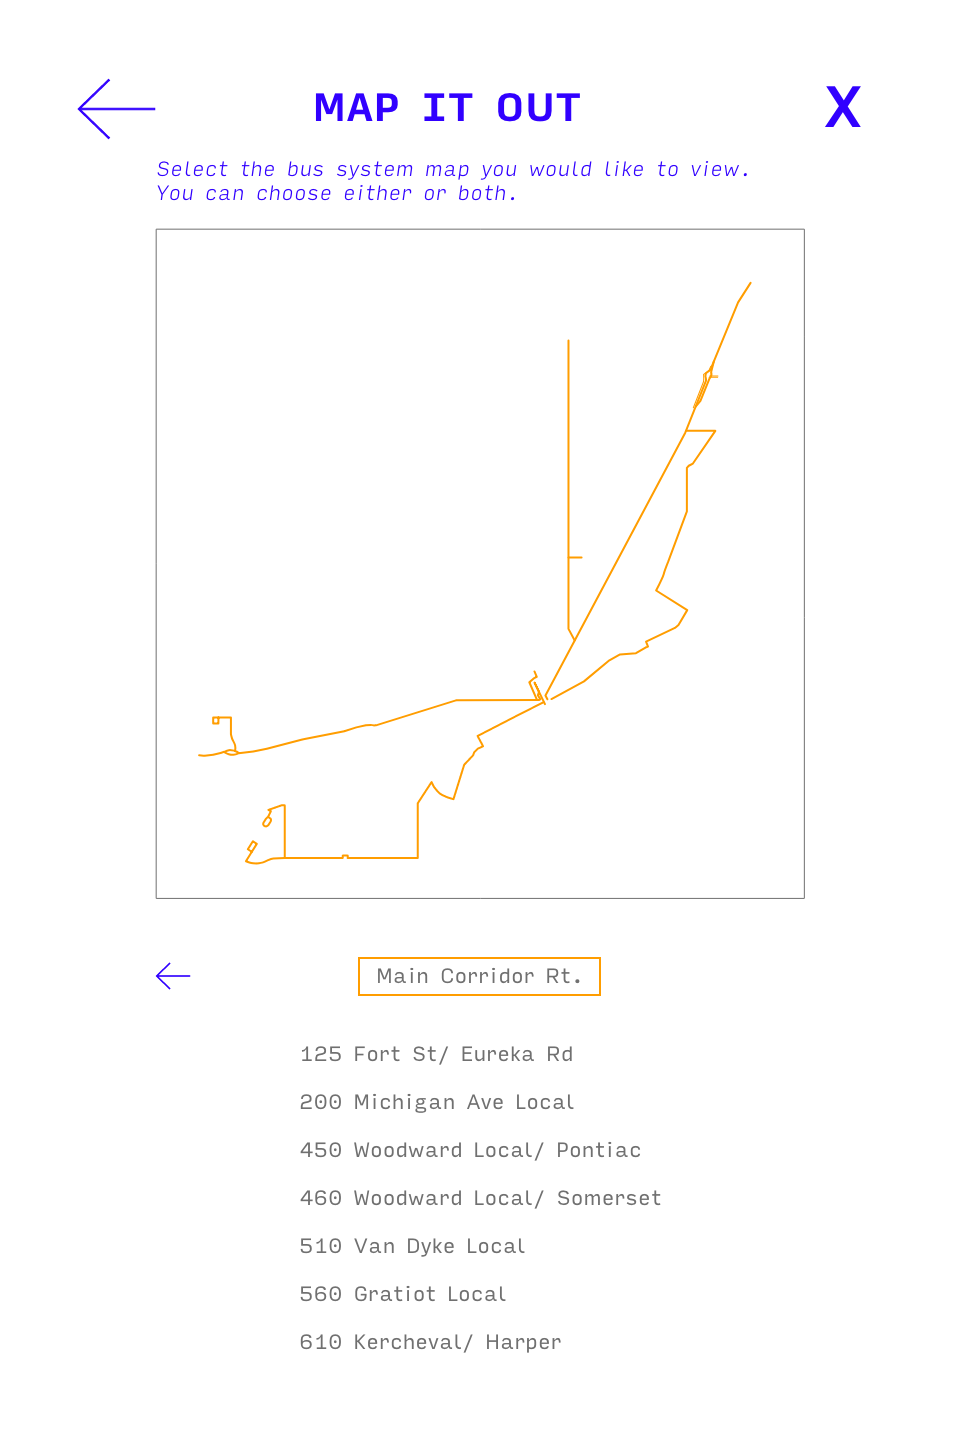 MAP IT OUT
X
Select the bus system map you would like to view.
You can choose either or both.
Main Corridor Rt.
125 Fort St/ Eureka Rd
200 Michigan Ave Local
450 Woodward Local/ Pontiac
460 Woodward Local/ Somerset
510 Van Dyke Local
560 Gratiot Local
610 Kercheval/ Harper